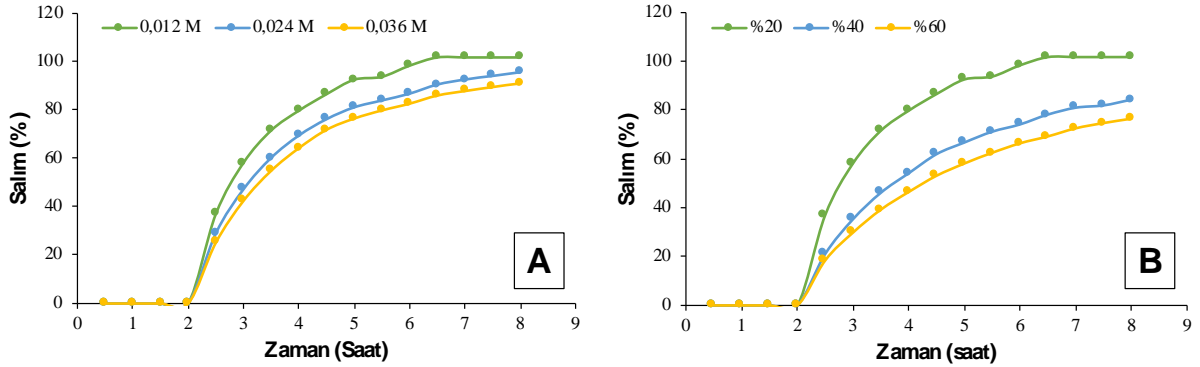 0,012 M 0,024 M 0,036 M
120
100
80
60
40
20
0
Salım (%)
0 1 2 3 4 5 6 7 8 9
Zaman (Saat)
A
%20 %40 %60
120
100
80
60
40
20
0
Salım (%)
0 1 2 3 4 5 6 7 8 9
Zaman (saat)
B